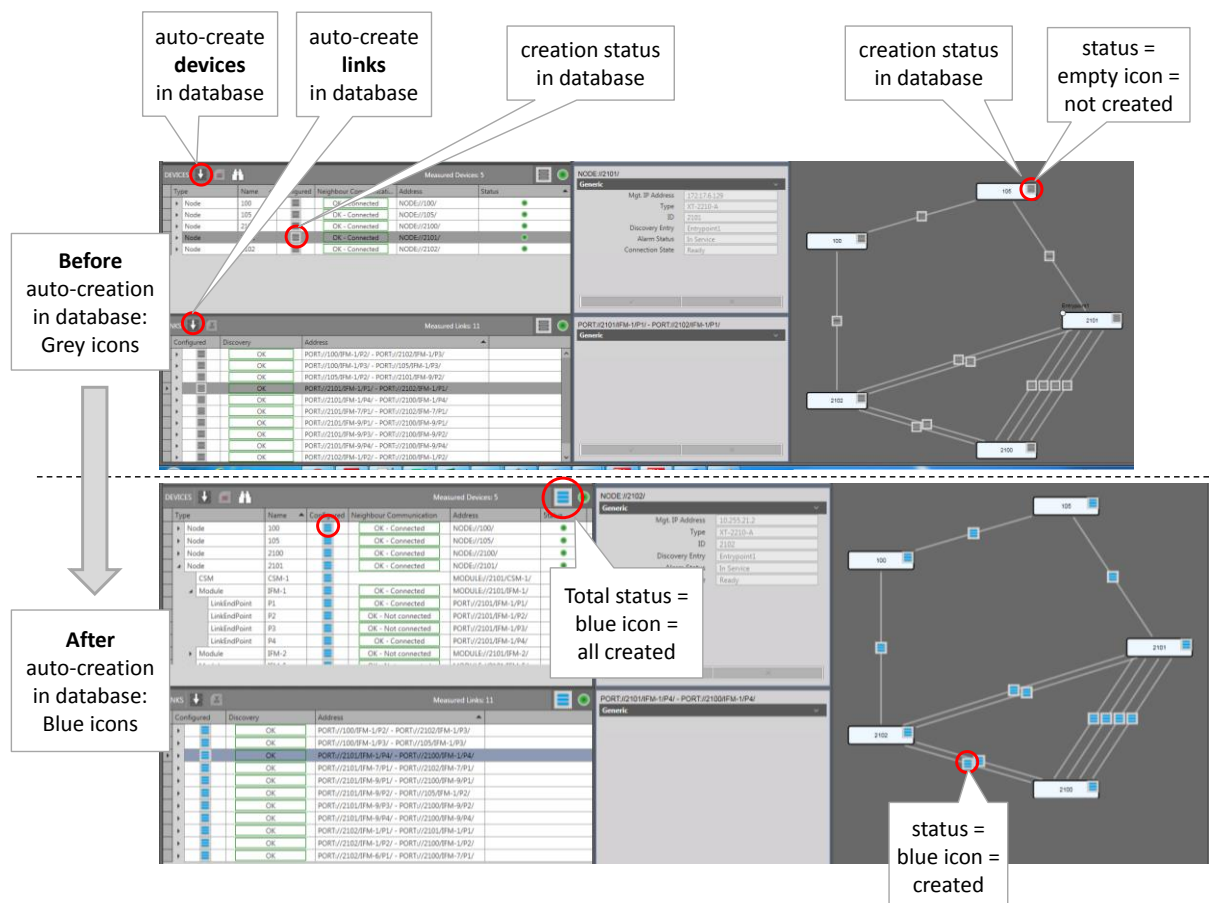 auto-create
devices
in database
auto-create
links
in database
creation status
in database
creation status
in database
status =
empty icon =
not created
Before
auto-creation
in database:
Grey icons
DEVICES
Measured Devices: 5
Type Name Neighbour Address Status
Node 100 OK - Connected NODE://100/
Node 105 OK - Connected NODE://105/
Node OK - Connected NODE://2100/
Node OK - Connected NODE://2101/
Node 2102 OK - Connected NODE://2102/
NODE://2101/
Generic
Mgt. IP Address 172.17.6.129
Type XT-2210-A
ID 2101
Discovery Entry Entrypoint1
Alarm Status In Service
Connection State Ready
Measured Links: 11
Configured Discovery Address
OK PORT://100/IFM-1/P2/ - PORT://2102/IFM-1/P3/
OK PORT://100/IFM-1/P3/ - PORT://105/IFM-1/P3/
OK PORT://105/IFM-1/P2/ - PORT://2101/IFM-9/P2/
OK PORT://2101/IFM-1/P1/ - PORT://2102/IFM-1/P1/
OK PORT://2101/IFM-1/P4/ - PORT://2100/IFM-1/P4/
OK PORT://2101/IFM-7/P1/ - PORT://2102/IFM-7/P1/
OK PORT://2101/IFM-9/P1/ - PORT://2100/IFM-9/P1/
OK PORT://2101/IFM-9/P3/ - PORT://2100/IFM-9/P2/
OK PORT://2101/IFM-9/P4/ - PORT://2100/IFM-9/P4/
OK PORT://2102/IFM-1/P2/ - PORT://2100/IFM-1/P2/
PORT://2101/IFM-1/P1/ - PORT://2102/IFM-1/P1/
Generic
105
100
Entrypoint1
2101
2102
2100
After
auto-creation
in database:
Blue icons
DEVICES
Measured Devices: 5
Type Name Configured Neighbour Communication Address
Node 100 OK - Connected NODE://100/
Node 105 OK - Connected NODE://105/
Node 2100 OK - Connected NODE://2100/
Node 2101 OK - Connected NODE://2101/
CSM CSM-1 MODULE://2101/CSM-1/
Module IFM-1 OK - Connected MODULE://2101/IFM-1/
LinkEndPoint P1 OK - Connected PORT://2101/IFM-1/P1/
LinkEndPoint P2 OK - Not connected PORT://2101/IFM-1/P2/
LinkEndPoint P3 OK - Not connected PORT://2101/IFM-1/P3/
LinkEndPoint P4 OK - Connected PORT://2101/IFM-1/P4/
Module IFM-2 OK - Not connected MODULE://2101/IFM-2/
NODE://2102/
Generic
Mgt. IP Address 10.255.21.2
Type XT-2210-A
ID 2102
Discovery Entry Entrypoint1
In Service
Ready
Total status =
blue icon =
all created
Measured Links: 11
Configured Discovery Address
OK PORT://100/IFM-1/P2/ - PORT://2102/IFM-1/P3/
OK PORT://100/IFM-1/P3/ - PORT://105/IFM-1/P3/
OK PORT://2101/IFM-1/P4/ - PORT://2100/IFM-1/P4/
OK PORT://2101/IFM-7/P1/ - PORT://2102/IFM-7/P1/
OK PORT://2101/IFM-9/P1/ - PORT://2100/IFM-9/P1/
OK PORT://2101/IFM-9/P2/ - PORT://105/IFM-1/P2/
OK PORT://2101/IFM-9/P3/ - PORT://2100/IFM-9/P2/
OK PORT://2101/IFM-9/P4/ - PORT://2100/IFM-9/P4/
OK PORT://2102/IFM-1/P1/ - PORT://2101/IFM-1/P1/
OK PORT://2102/IFM-1/P2/ - PORT://2100/IFM-1/P2/
OK PORT://2102/IFM-6/P1/ - PORT://2100/IFM-7/P1/
PORT://2101/IFM-1/P4/ - PORT://2100/IFM-1/P4/
Generic
105
100
2101
2102
2100
status =
blue icon =
created